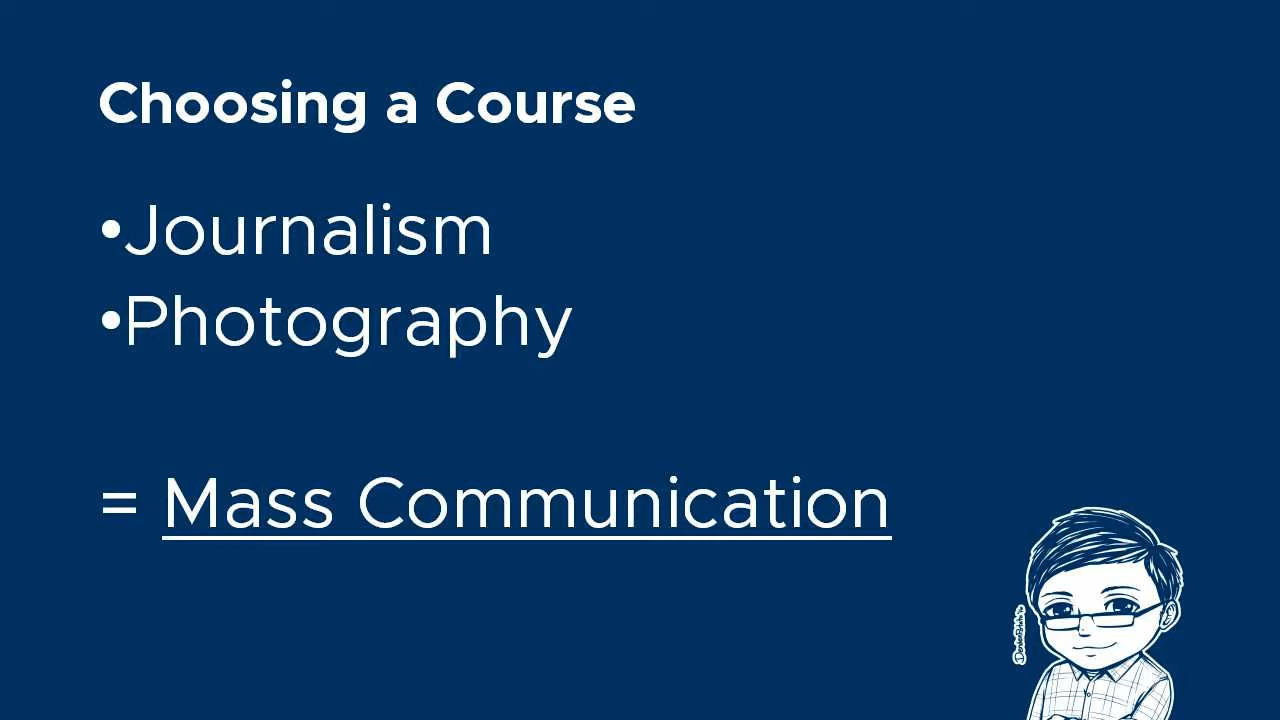 Choosing a Course
•Journalism
•Photography
= Mass Communication